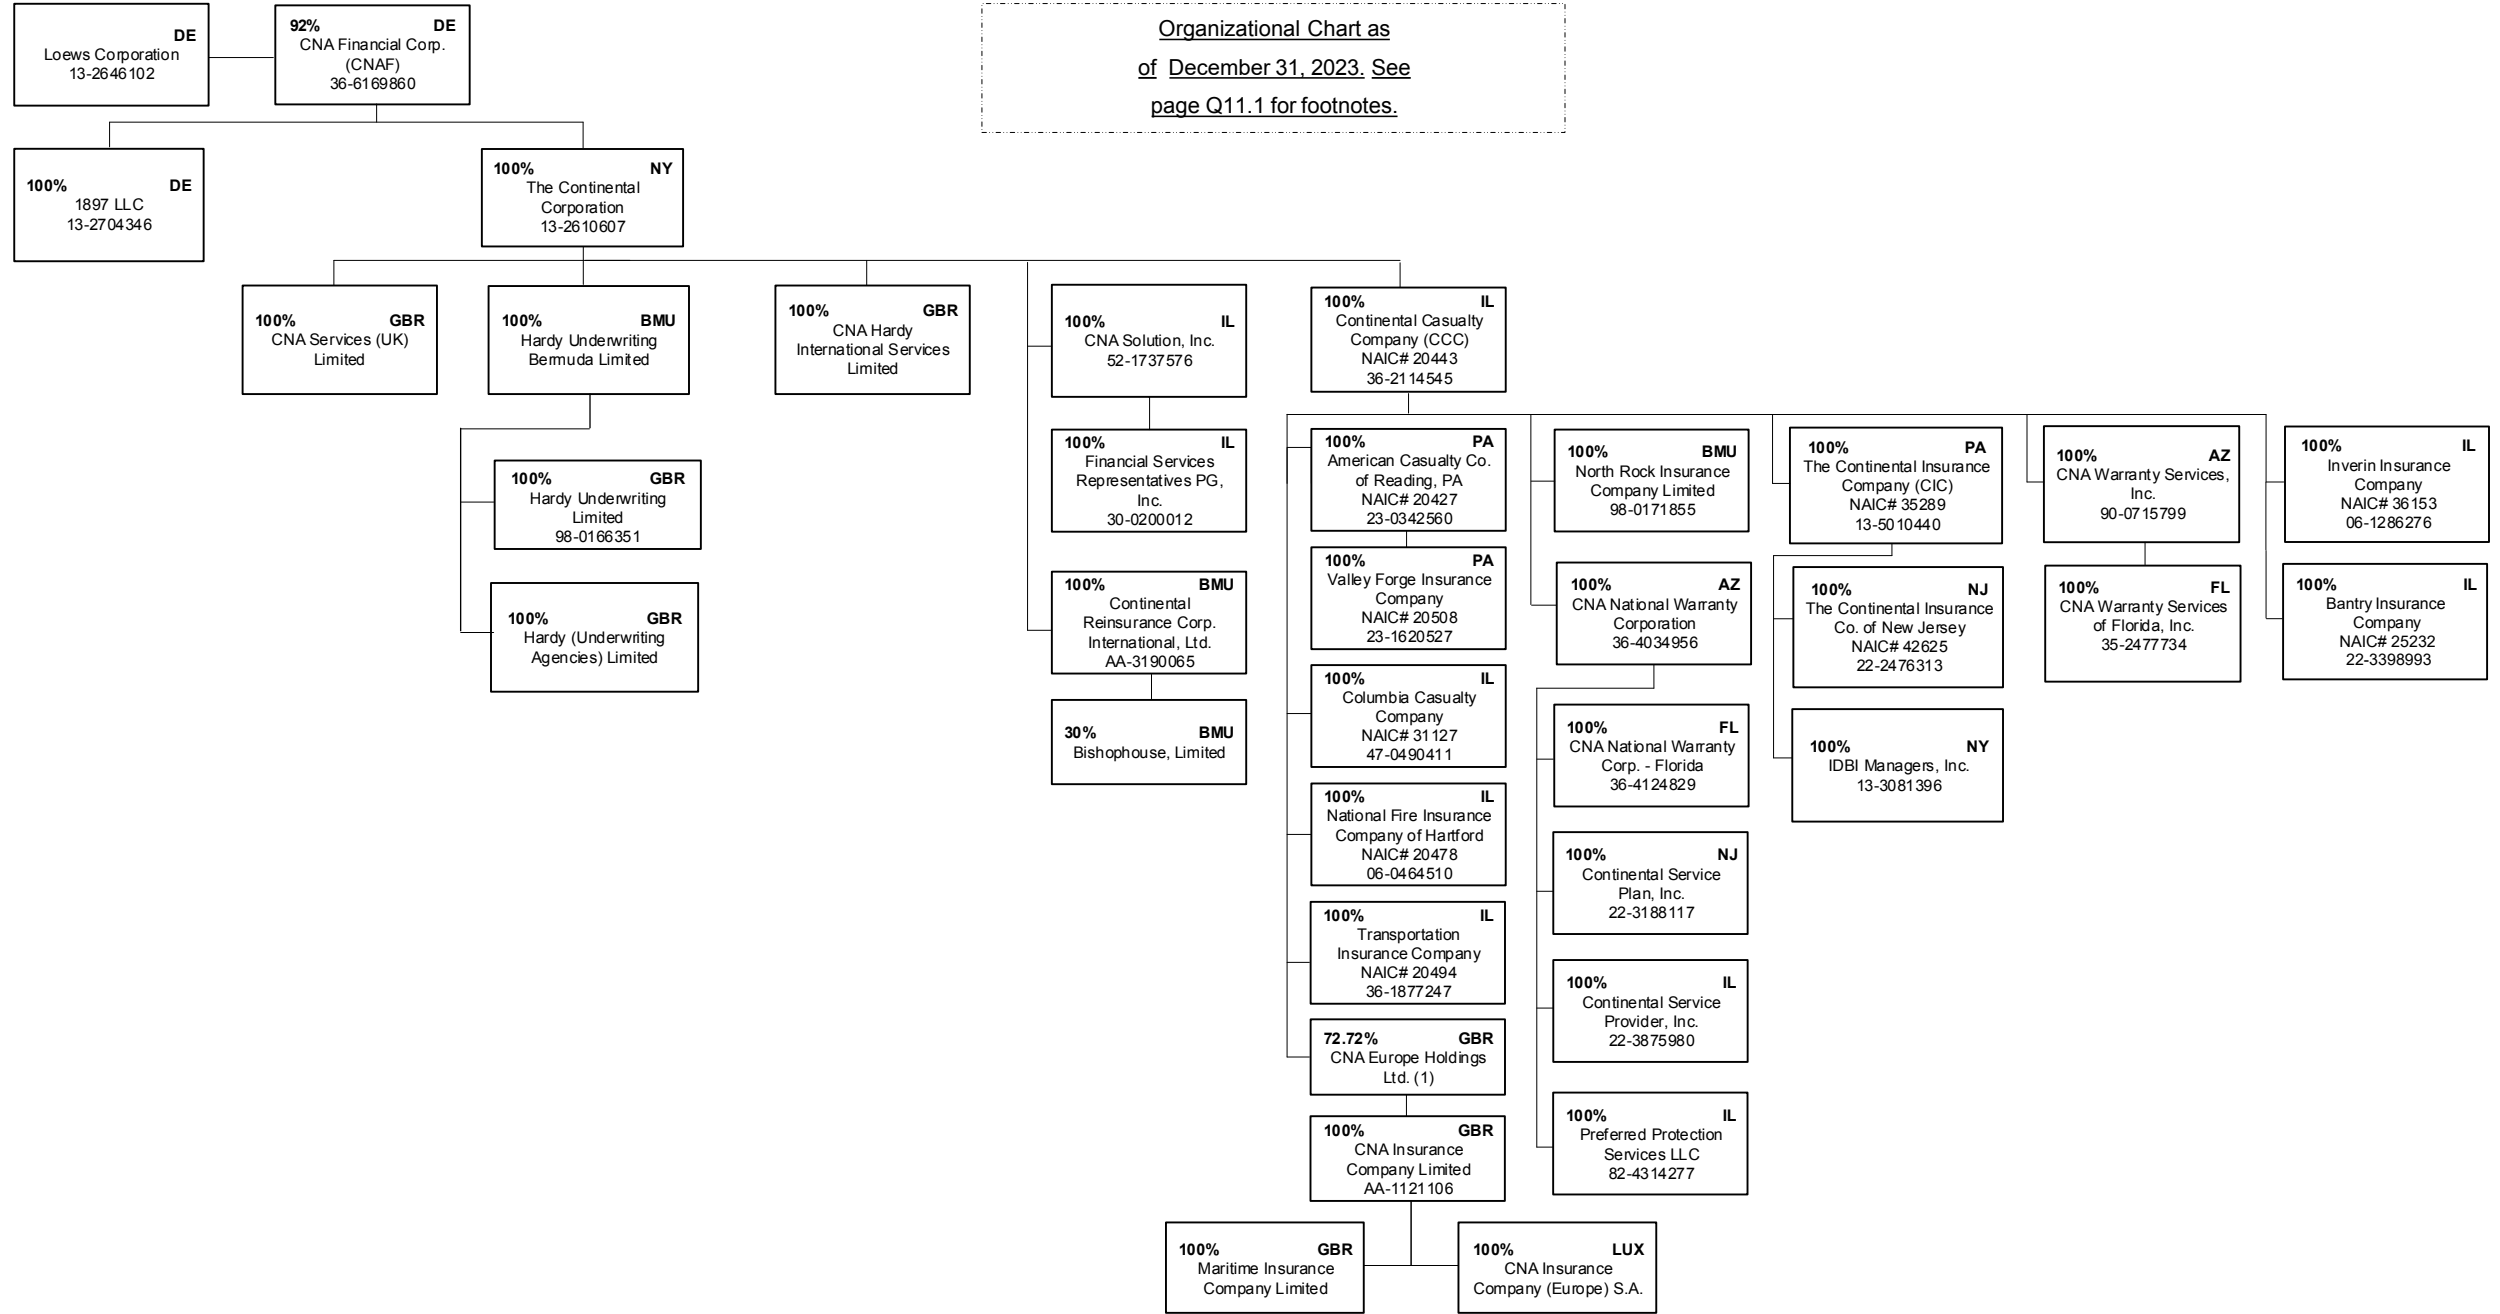 DE
Loews Corporation
13-2646102
92% DE
CNA Financial Corp.
(CNAF)
36-6169860
Organizational Chart as
of December 31, 2023. See
page Q11.1 for footnotes.
100% DE
1897 LLC
13-2704346
100% NY
The Continental
Corporation
13-2610607
100% GBR
CNA Services (UK)
Limited
100% BMU
Hardy Underwriting
Bermuda Limited
100% GBR
CNA Hardy
International Services
Limited
100% IL
CNA Solution, Inc.
52-1737576
100% IL
Continental Casualty
Company (CCC)
NAIC# 20443
36-2114545
100% GBR
Hardy Underwriting
Limited
98-0166351
100% GBR
Hardy (Underwriting
Agencies) Limited
100% IL
Financial Services
Representatives PG,
Inc.
30-0200012
100% BMU
Continental
Reinsurance Corp.
International, Ltd.
AA-3190065
30% BMU
Bishophouse, Limited
100% PA
American Casualty Co.
of Reading, PA
NAIC# 20427
23-0342560
100% PA
Valley Forge Insurance
Company
NAIC# 20508
23-1620527
100% IL
Columbia Casualty
Company
NAIC# 31127
47-0490411
100% IL
National Fire Insurance
Company of Hartford
NAIC# 20478
06-0464510
100% IL
Transportation
Insurance Company
NAIC# 20494
36-1877247
72.72% GBR
CNA Europe Holdings
Ltd. (1)
100% GBR
CNA Insurance
Company Limited
AA-1121106
100% GBR
Maritime Insurance
Company Limited
100% LUX
CNA Insurance
Company (Europe) S.A.
100% BMU
North Rock Insurance
Company Limited
98-0171855
100% AZ
CNA National Warranty
Corporation
36-4034956
100% FL
CNA National Warranty
Corp. - Florida
36-4124829
100% NJ
Continental Service
Plan, Inc.
22-3188117
100% IL
Continental Service
Provider, Inc.
22-3875980
100% IL
Preferred Protection
Services LLC
82-4314277
100% PA
The Continental Insurance
Company (CIC)
NAIC# 35289
13-5010440
100% NJ
The Continental Insurance
Co. of New Jersey
NAIC# 42625
22-2476313
100% NY
IDBI Managers, Inc.
13-3081396
100% AZ
CNA Warranty Services,
Inc.
90-0715799
100% FL
CNA Warranty Services
of Florida, Inc.
35-2477734
100% IL
Inverin Insurance
Company
NAIC# 36153
06-1286276
100% IL
Bantry Insurance
Company
NAIC# 25232
22-3398993